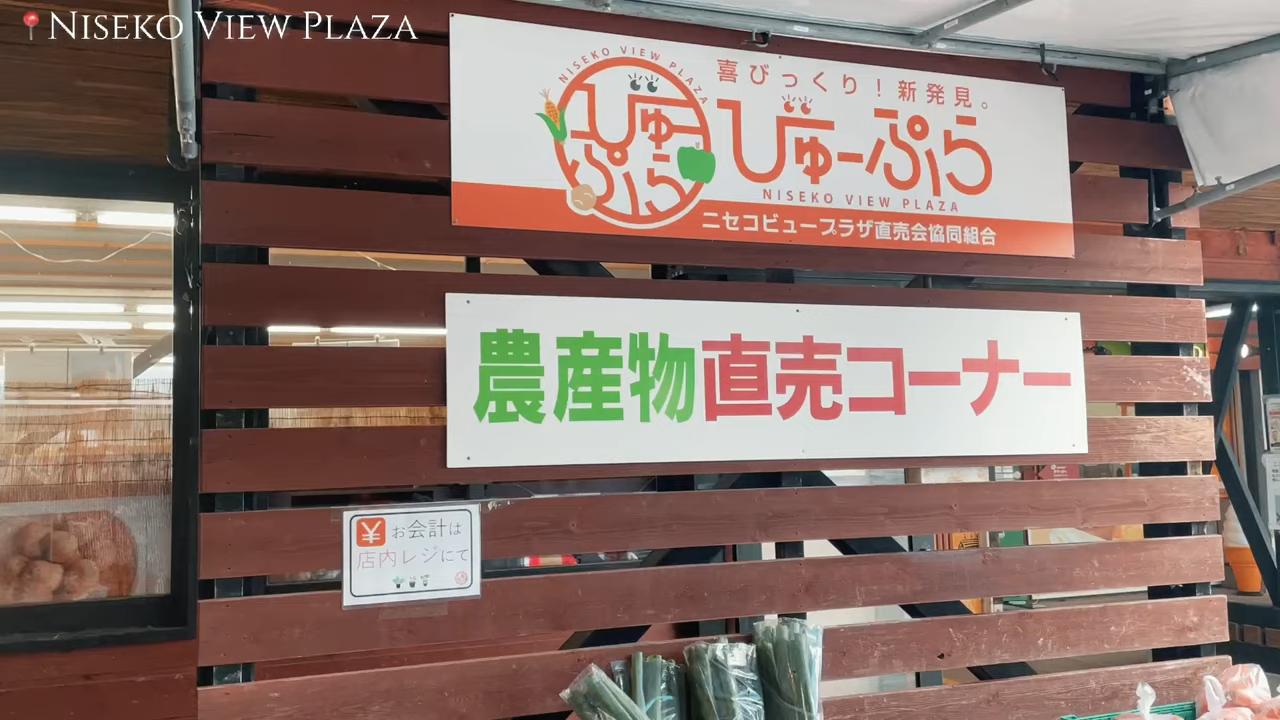 📍NISEKO VIEW PLAZA
NISEKO VIEW PLAZA
びゅー
ぷら
喜びっくり！新発見。
びゅーぷら
NISEKO VIEW PLAZA
ニセコビュープラザ直売会協同組合
農産物直売コーナー
¥ お会計は
店内レジにて